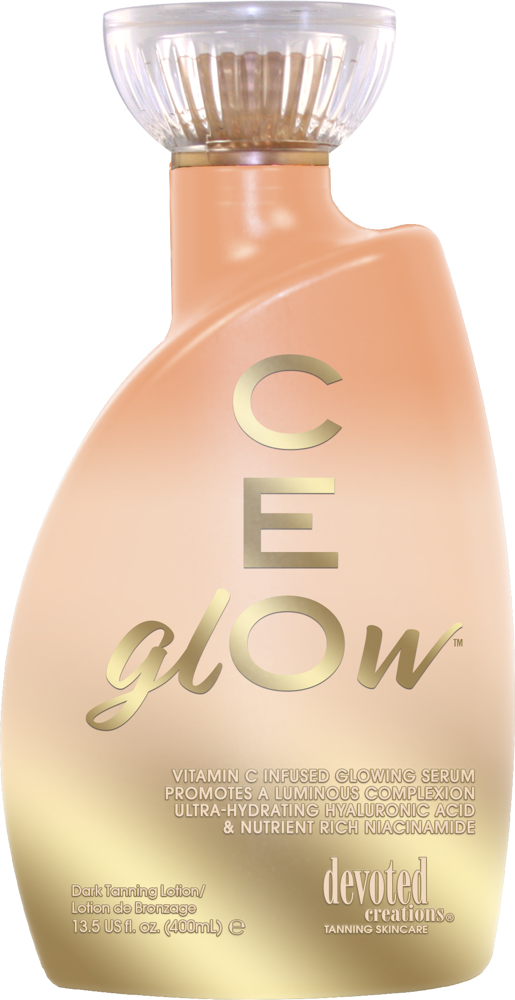 C
E
glOw™
VITAMIN C INFUSED GLOWING SERUM
PROMOTES A LUMINOUS COMPLEXION
ULTRA-HYDRATING HYALURONIC ACID
& NUTRIENT RICH NIACINAMIDE
Dark Tanning Lotion/
Lotion de Bronzage
13.5 US fl. oz. (400mL) ℮
devoted
creations®
TANNING SKINCARE